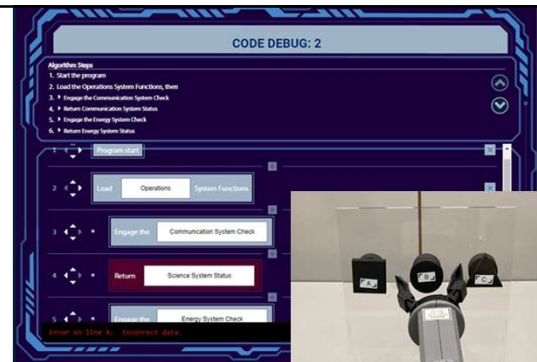 CODE DEBUG: 2
Algorithm Steps
1. Start the program
2. Load the Operations System Functions, then
3. Engage the Communication System Check
4. Return Communication System Status
5. Engage the Energy System Check
6. Return Energy System Status
1 Program start
2 Load Operations System Functions
3 Engage the Communication System Check
4 Return Science System Status
5 Engage the Energy System Check
Error on line 4: Incorrect data.
A B C